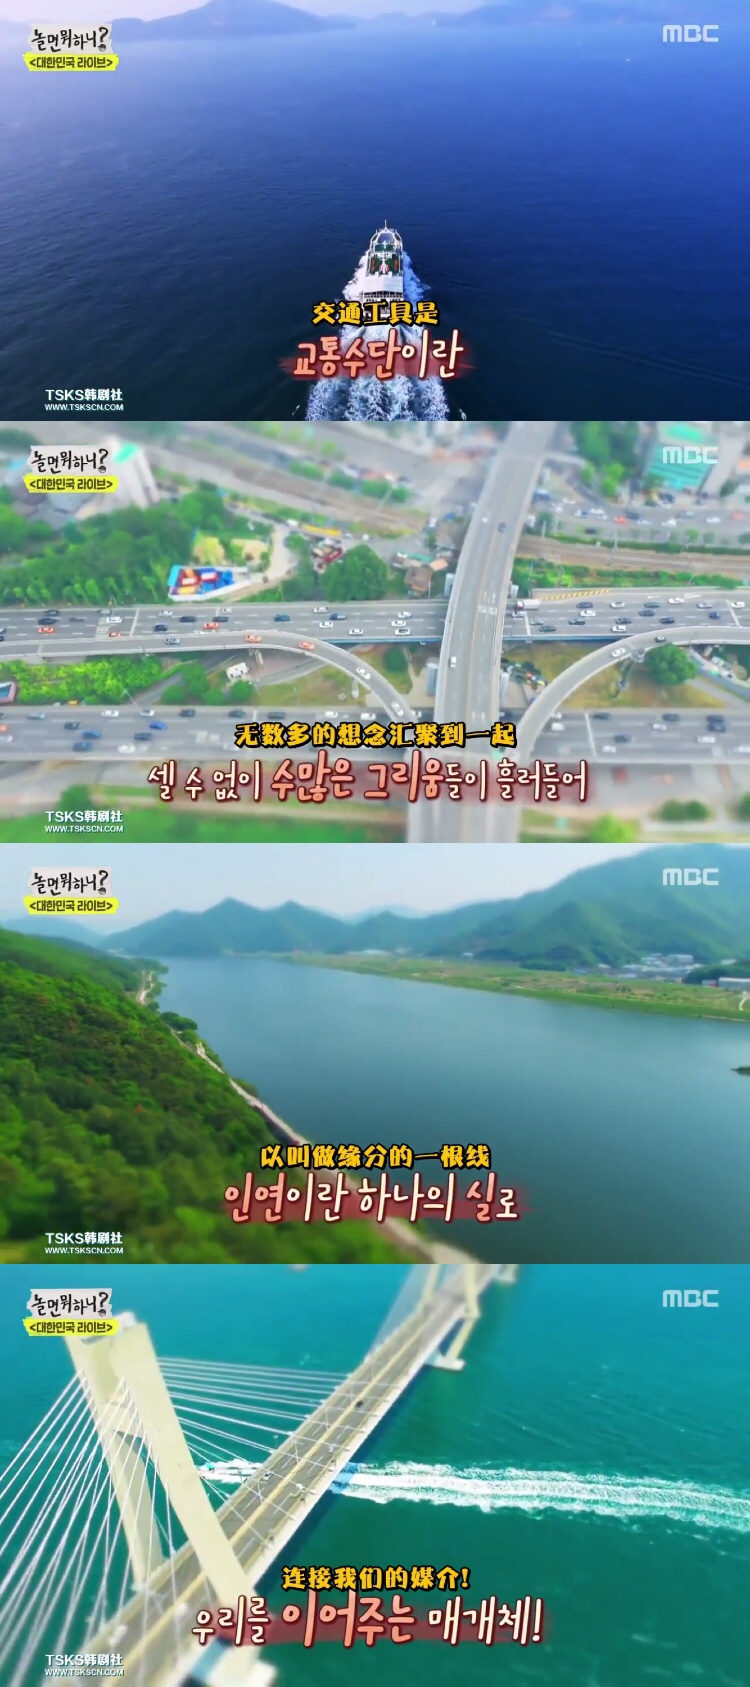 놀면뭐하니?
MBC
<대한민국 라이브>
交通工具是
교통수단이란
TSKS韩剧社
WWW.TSKSCN.COM
놀면뭐하니?
MBC
<대한민국 라이브>
无数多的想念汇聚到一起
셀 수 없이 수많은 그리움들이 흘러들어
TSKS韩剧社
WWW.TSKSCN.COM
놀면뭐하니?
MBC
<대한민국 라이브>
以叫做缘分的一根线
인연이란 하나의 실로
TSKS韩剧社
WWW.TSKSCN.COM
놀면뭐하니?
MBC
<대한민국 라이브>
连接我们的媒介!
우리를 이어주는 매개체!
TSKS韩剧社
WWW.TSKSCN.COM